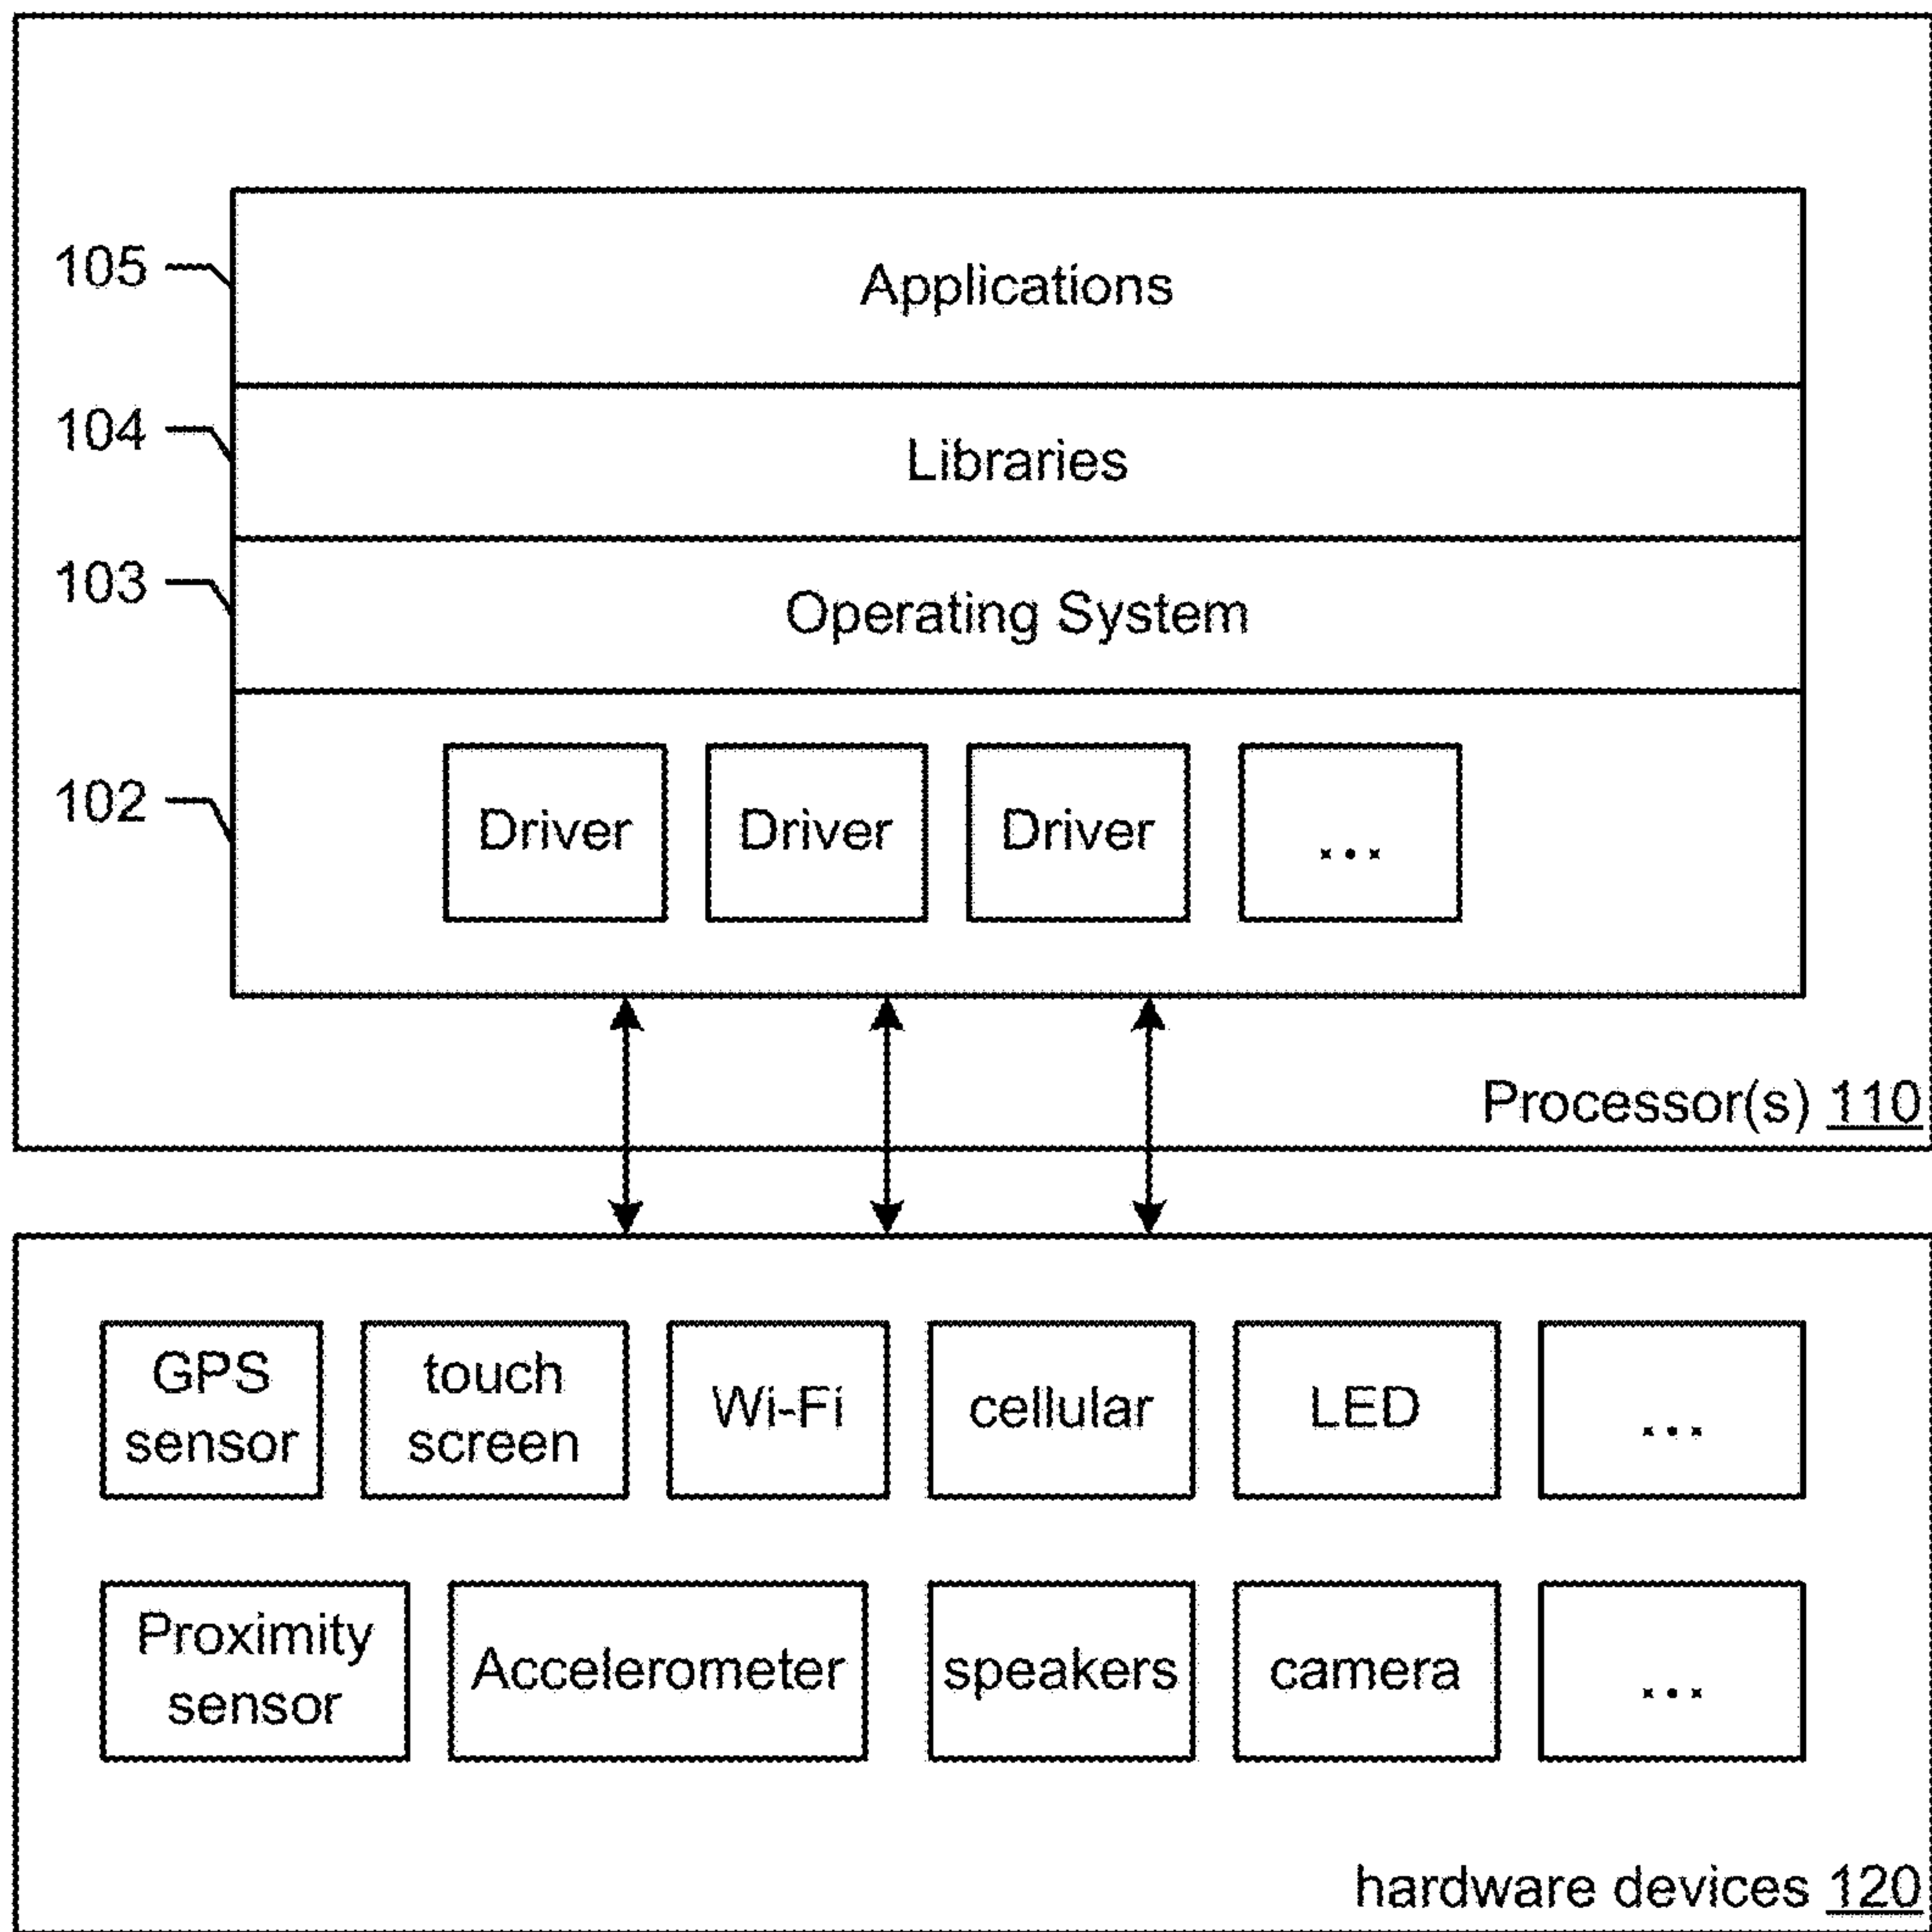 105
Applications
104
Libraries
103
Operating System
102
Driver
Driver
Driver
...
Processor(s) 110
GPS
sensor
touch
screen
Wi-Fi
cellular
LED
...
Proximity
sensor
Accelerometer
speakers
camera
...
hardware devices 120